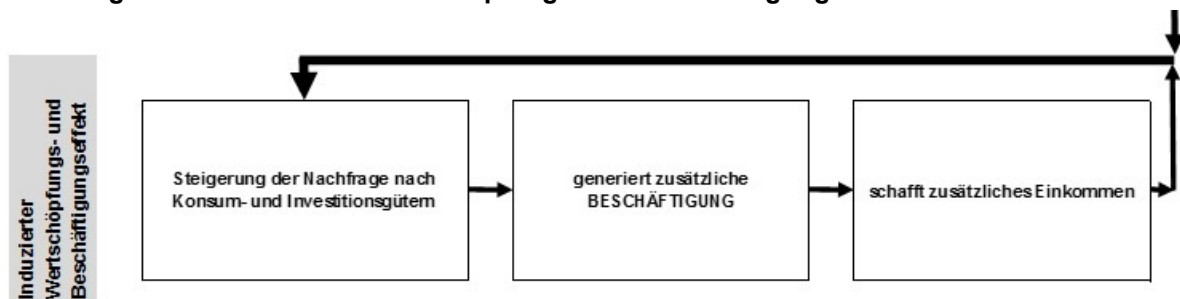 Induzierter
Wertschöpfungs- und
Beschäftigungseffekt
Steigerung der Nachfrage nach
Konsum- und Investitionsgütern
generiert zusätzliche
BESCHÄFTIGUNG
schafft zusätzliches Einkommen